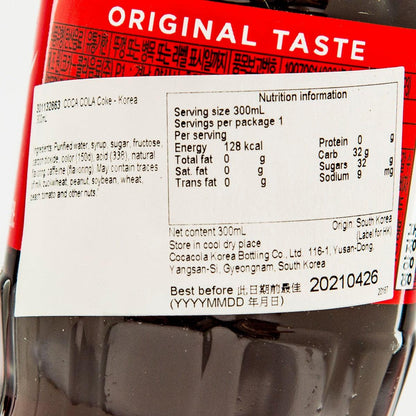 ORIGINAL TASTE
201132663 COCA COLA Coke - Korea
300mL
Ingredients: Purified water, syrup, sugar, fructose,
carbon dioxide, color (150d), acid (338), natural
flavoring, caffeine (flavoring). May contain traces
of milk, buckwheat, peanut, soybean, wheat,
bean, tomato and other nuts.
Nutrition information
Serving size 300mL
Servings per package 1
Per serving
Energy 128 kcal
Total fat 0 g
Sat. fat 0 g
Trans fat 0 g
Protein 0 g
Carb 32 g
Sugars 32 g
Sodium 9 mg
Net content 300mL
Origin: South Korea
(Label for HK)
Store in cool dry place
Cocacola Korea Bottling Co., Ltd. 116-1, Yusan-Dong,
Yangsan-Si, Gyeongnam, South Korea
Best before 此日期前最佳 20210426
(YYYYMMDD 年月日)